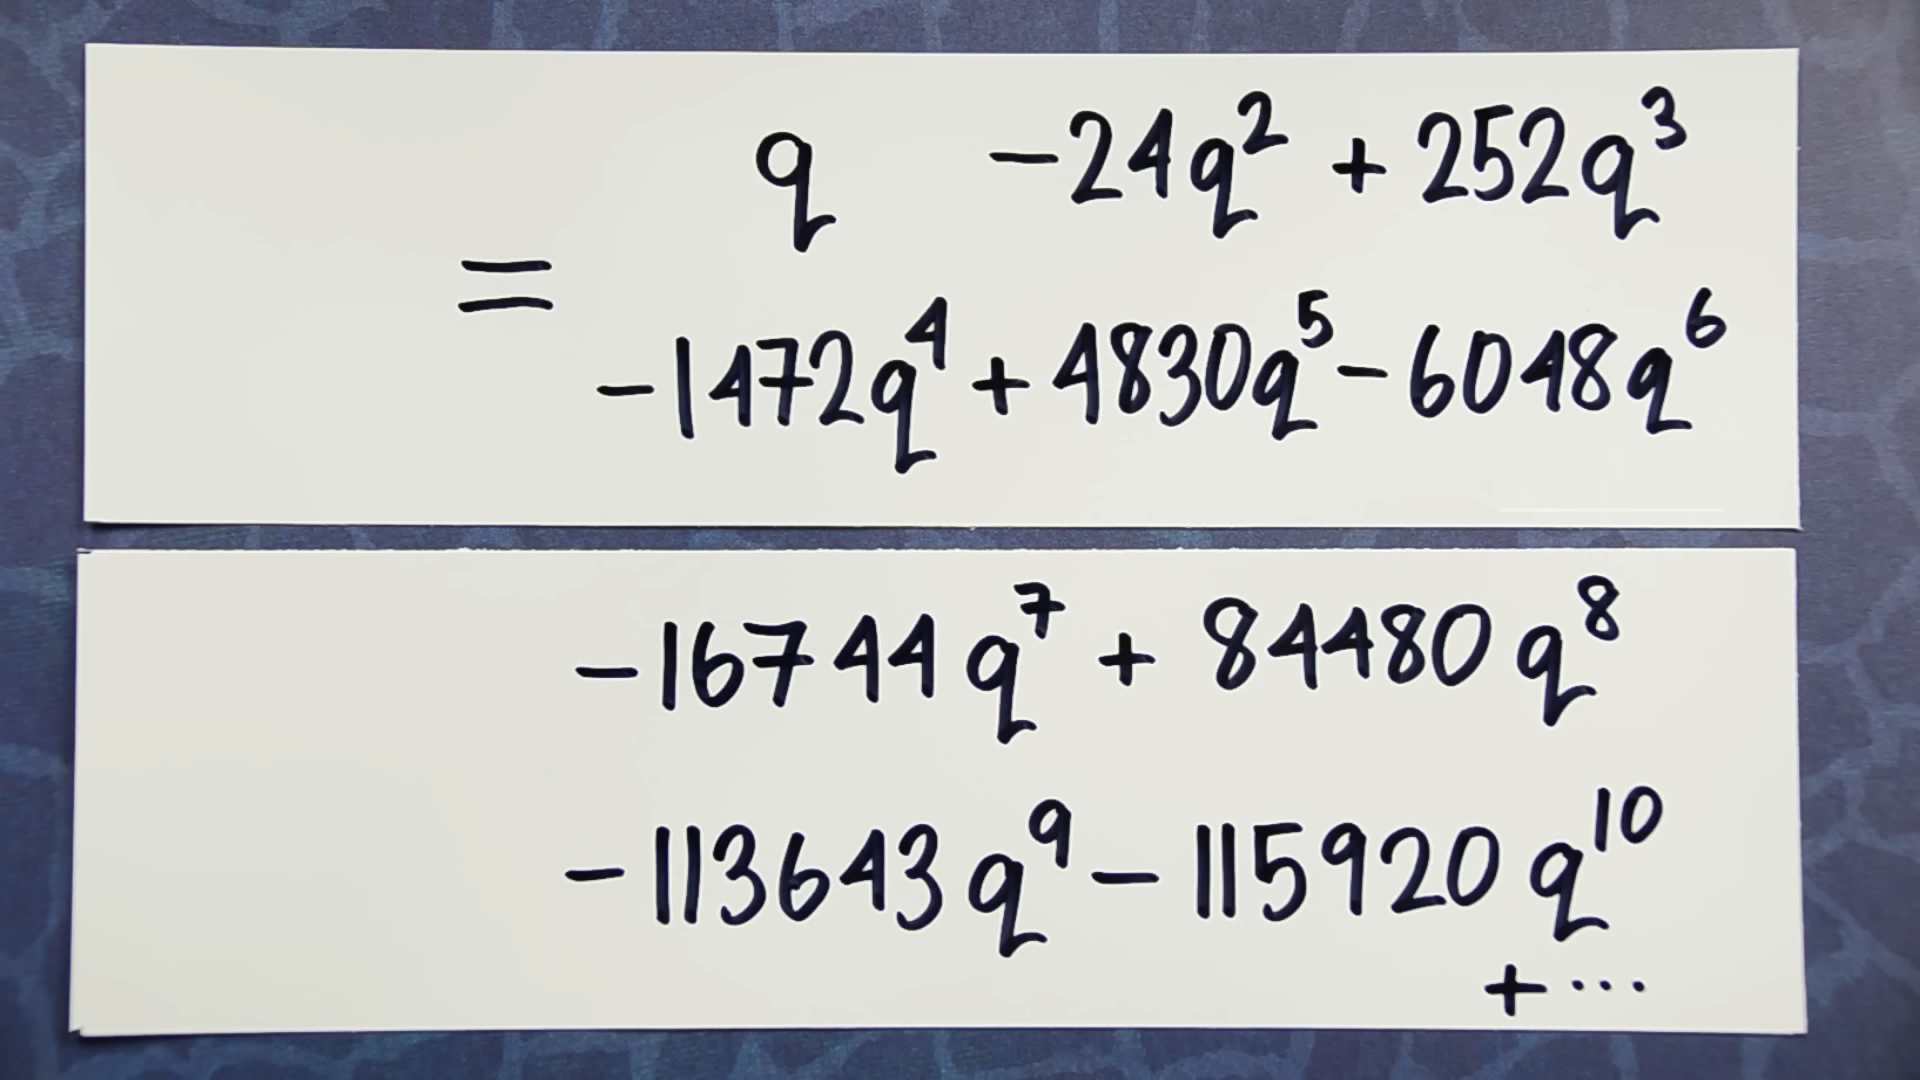 q -24q² + 252q³
=
-1472q⁴ + 4830q⁵ - 6048q⁶
-16744q⁷ + 84480q⁸
-113643q⁹ - 115920q¹⁰
+ ...